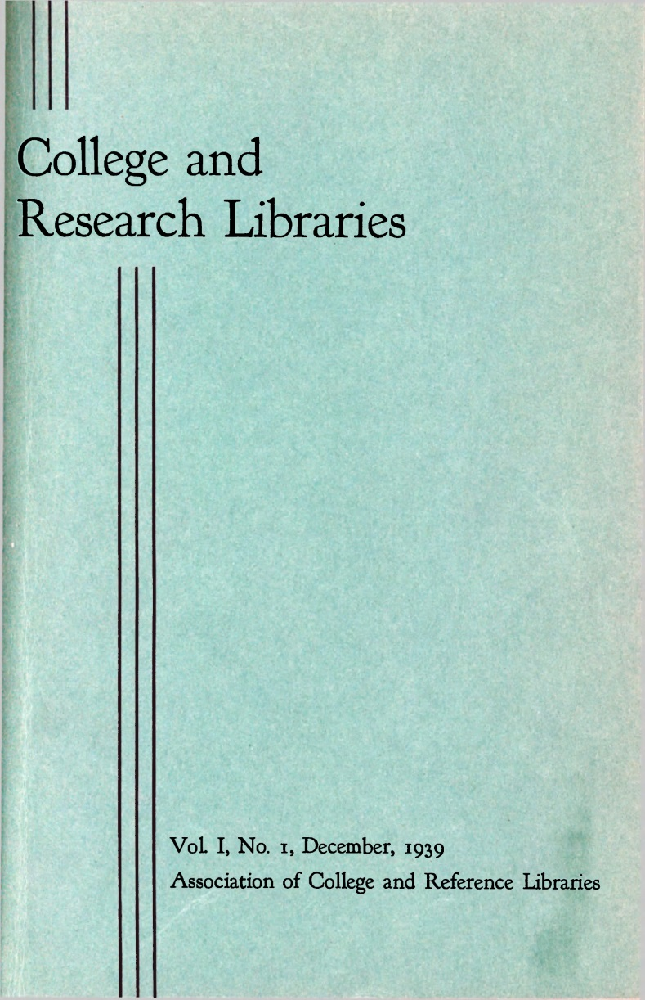 College and
Research Libraries
Vol. I, No. 1, December, 1939
Association of College and Reference Libraries